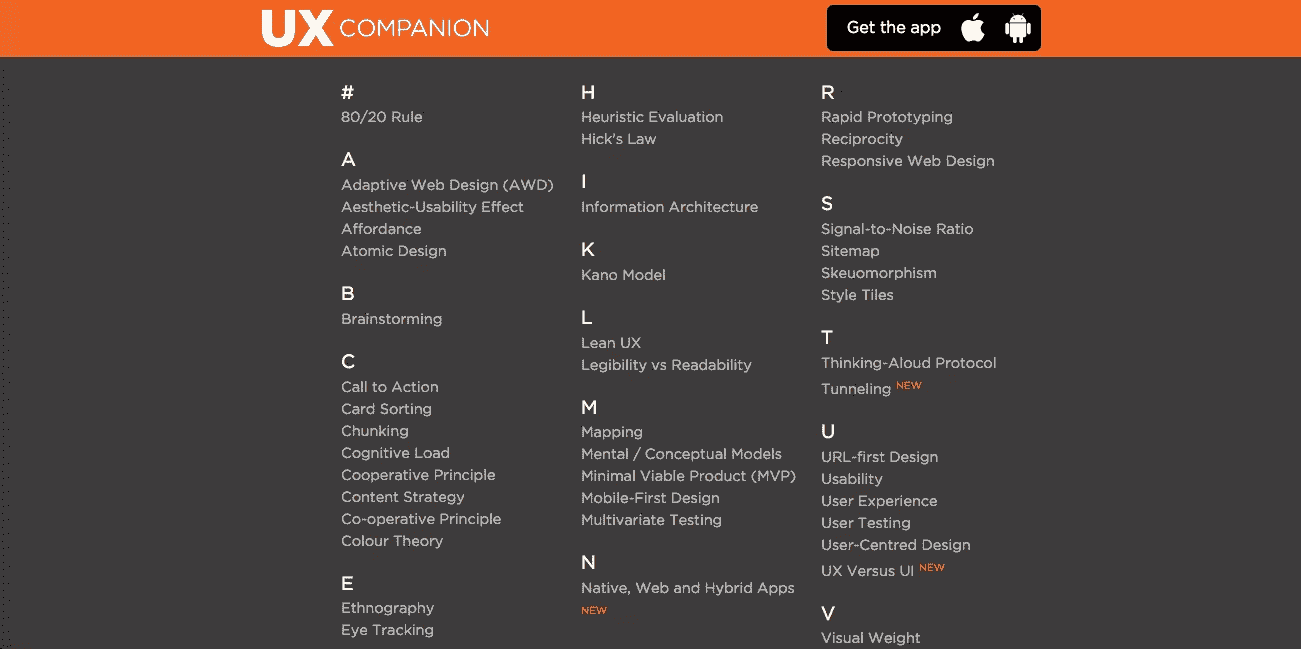 UX COMPANION
Get the app
#
80/20 Rule
A
Adaptive Web Design (AWD)
Aesthetic-Usability Effect
Affordance
Atomic Design
B
Brainstorming
C
Call to Action
Card Sorting
Chunking
Cognitive Load
Cooperative Principle
Content Strategy
Co-operative Principle
Colour Theory
E
Ethnography
Eye Tracking
H
Heuristic Evaluation
Hick's Law
I
Information Architecture
K
Kano Model
L
Lean UX
Legibility vs Readability
M
Mapping
Mental / Conceptual Models
Minimal Viable Product (MVP)
Mobile-First Design
Multivariate Testing
N
Native, Web and Hybrid Apps
NEW
R
Rapid Prototyping
Reciprocity
Responsive Web Design
S
Signal-to-Noise Ratio
Sitemap
Skeuomorphism
Style Tiles
T
Thinking-Aloud Protocol
Tunneling NEW
U
URL-first Design
Usability
User Experience
User Testing
User-Centred Design
UX Versus UI NEW
V
Visual Weight